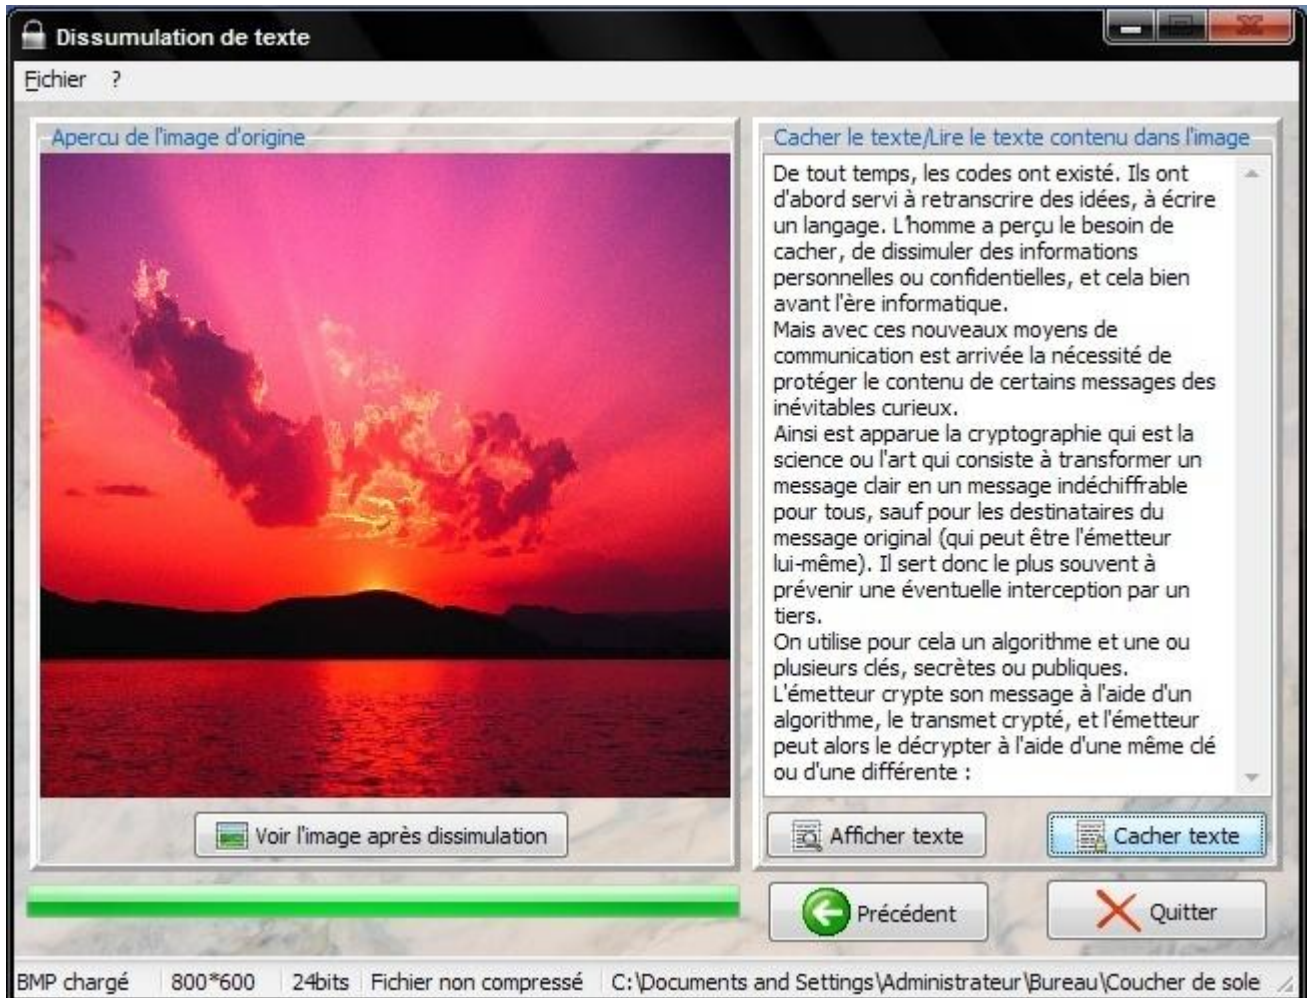 Dissumulation de texte
Fichier ?
Apercu de l'image d'origine
Cacher le texte/Lire le texte contenu dans l'image
De tout temps, les codes ont existé. Ils ont
d'abord servi à retranscrire des idées, à écrire
un langage. L'homme a perçu le besoin de
cacher, de dissimuler des informations
personnelles ou confidentielles, et cela bien
avant l'ère informatique.
Mais avec ces nouveaux moyens de
communication est arrivée la nécessité de
protéger le contenu de certains messages des
inévitables curieux.
Ainsi est apparue la cryptographie qui est la
science ou l'art qui consiste à transformer un
message clair en un message indéchiffrable
pour tous, sauf pour les destinataires du
message original (qui peut être l'émetteur
lui-même). Il sert donc le plus souvent à
prévenir une éventuelle interception par un
tiers.
On utilise pour cela un algorithme et une ou
plusieurs clés, secrètes ou publiques.
L'émetteur crypte son message à l'aide d'un
algorithme, le transmet crypté, et l'émetteur
peut alors le décrypter à l'aide d'une même clé
ou d'une différente :
Voir l'image après dissimulation
Afficher texte
Cacher texte
Précédent
Quitter
BMP chargé 800*600 24bits Fichier non compressé C:\Documents and Settings\Administrateur\Bureau\Coucher de sole